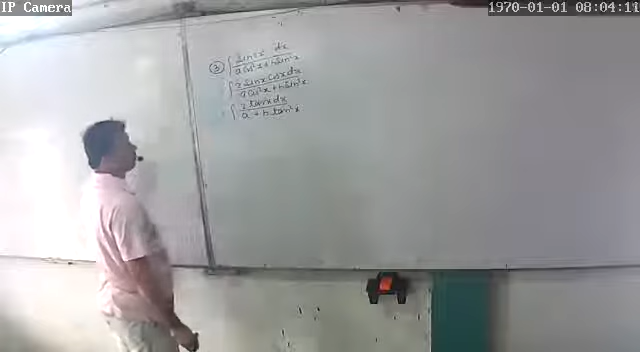 IP Camera
1970-01-01 08:04:11
③ ∫ sin2x dx / a cos²x + b sin²x
∫ 2 sinx cosx dx / a cos²x + b sin²x
∫ 2 tanx dx / a + b tan²x